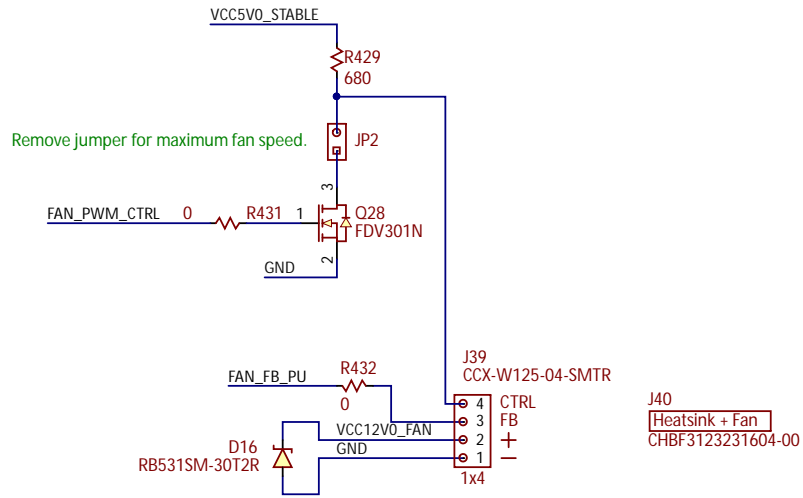 VCC5V0_STABLE
R429
680
Remove jumper for maximum fan speed.
JP2
3
FAN_PWM_CTRL
0
R431
1
Q28
FDV301N
2
GND
J39
CCX-W125-04-SMTR
R432
FAN_FB_PU
0
4
CTRL
3
FB
VCC12V0_FAN
2
+
GND
1
−
1x4
D16
RB531SM-30T2R
J40
Heatsink + Fan
CHBF3123231604-00